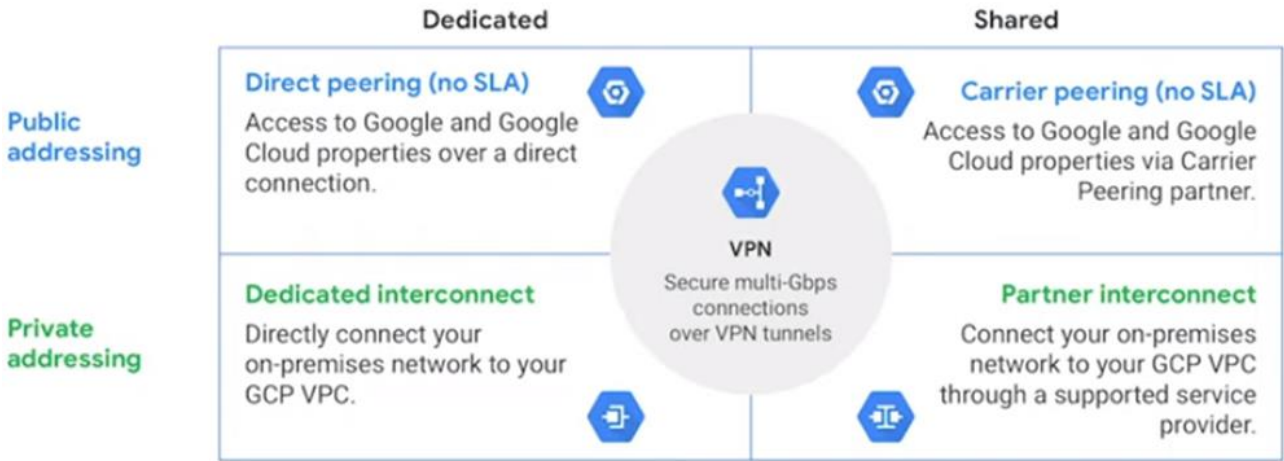 Dedicated
Shared
Public
addressing
Direct peering (no SLA)
Access to Google and Google
Cloud properties over a direct
connection.
Carrier peering (no SLA)
Access to Google and Google
Cloud properties via Carrier
Peering partner.
VPN
Secure multi-Gbps
connections
over VPN tunnels
Private
addressing
Dedicated interconnect
Directly connect your
on-premises network to your
GCP VPC.
Partner interconnect
Connect your on-premises
network to your GCP VPC
through a supported service
provider.